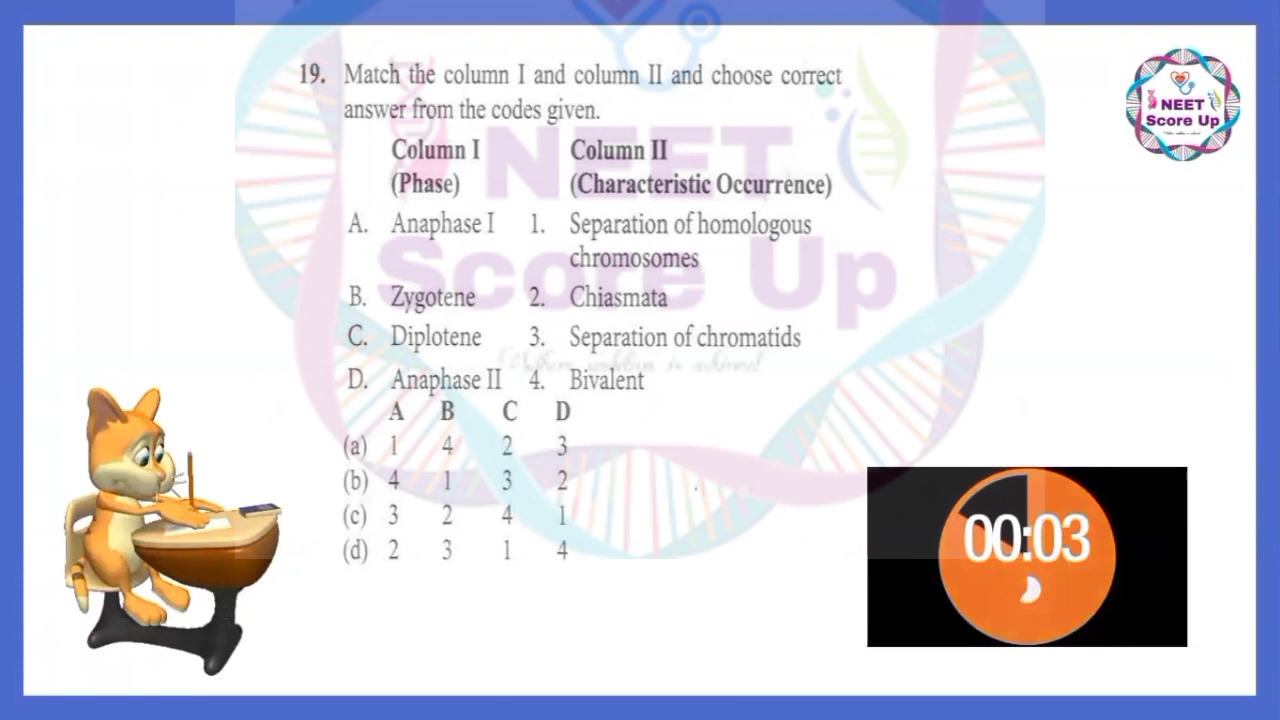 19. Match the column I and column II and choose correct
answer from the codes given.
Column I Column II
(Phase) (Characteristic Occurrence)
A. Anaphase I 1. Separation of homologous
chromosomes
B. Zygotene 2. Chiasmata
C. Diplotene 3. Separation of chromatids
D. Anaphase II 4. Bivalent
A B C D
(a) 1 4 2 3
(b) 4 1 3 2
(c) 3 2 4 1
(d) 2 3 1 4
NEET
Score Up
NEET
Score Up
00:03